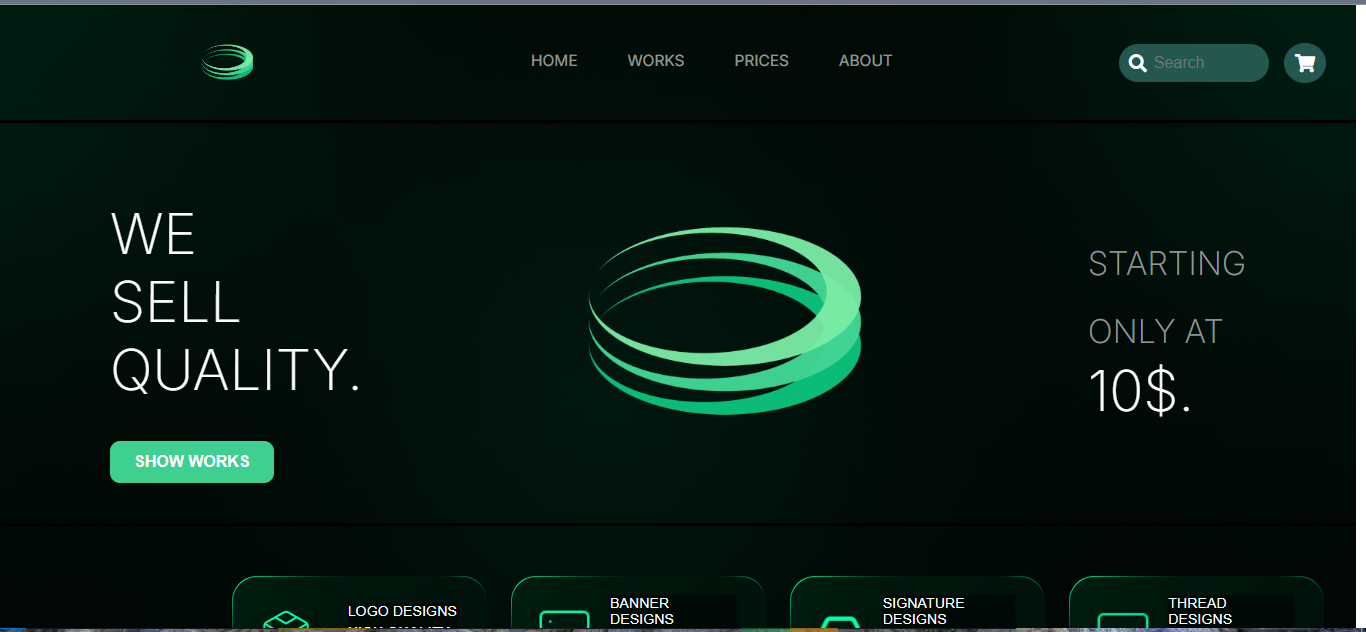 HOME WORKS PRICES ABOUT
Search
WE
SELL
QUALITY.
SHOW WORKS
STARTING
ONLY AT
10$.
LOGO DESIGNS
BANNER
DESIGNS
SIGNATURE
DESIGNS
THREAD
DESIGNS